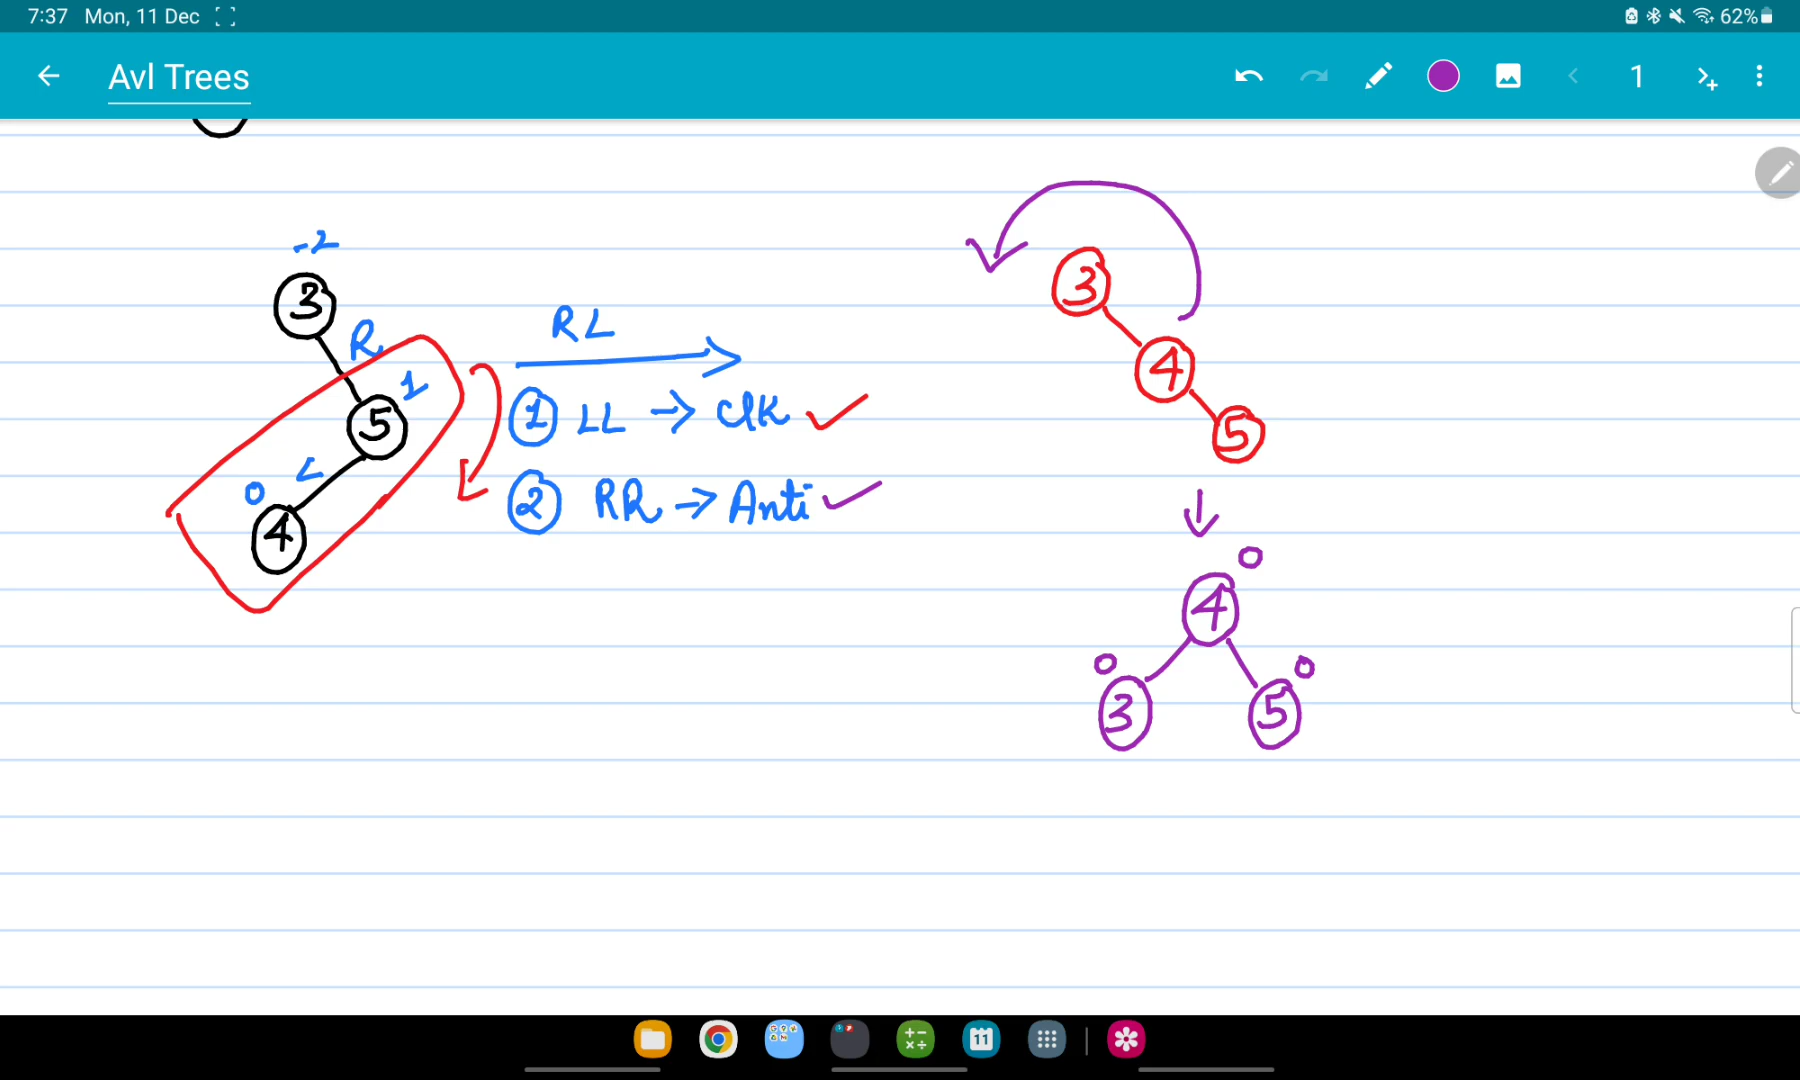 7:37 Mon, 11 Dec 62%
Avl Trees 1
-2
3
R
1
5
L
0
4
RL
1 LL → clk ✓
2 RR → Anti ✓
3
4
5
0
4
0 0
3 5
11